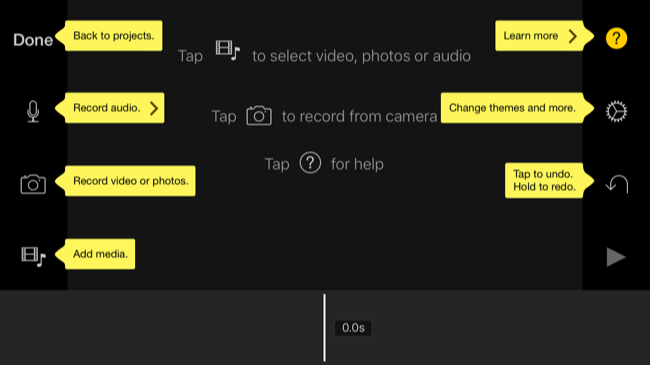 Done
Back to projects.
Learn more
?
Tap to select video, photos or audio
Record audio.
Tap to record from camera
Change themes and more.
Tap ? for help
Record video or photos.
Tap to undo.
Hold to redo.
Add media.
0.0s